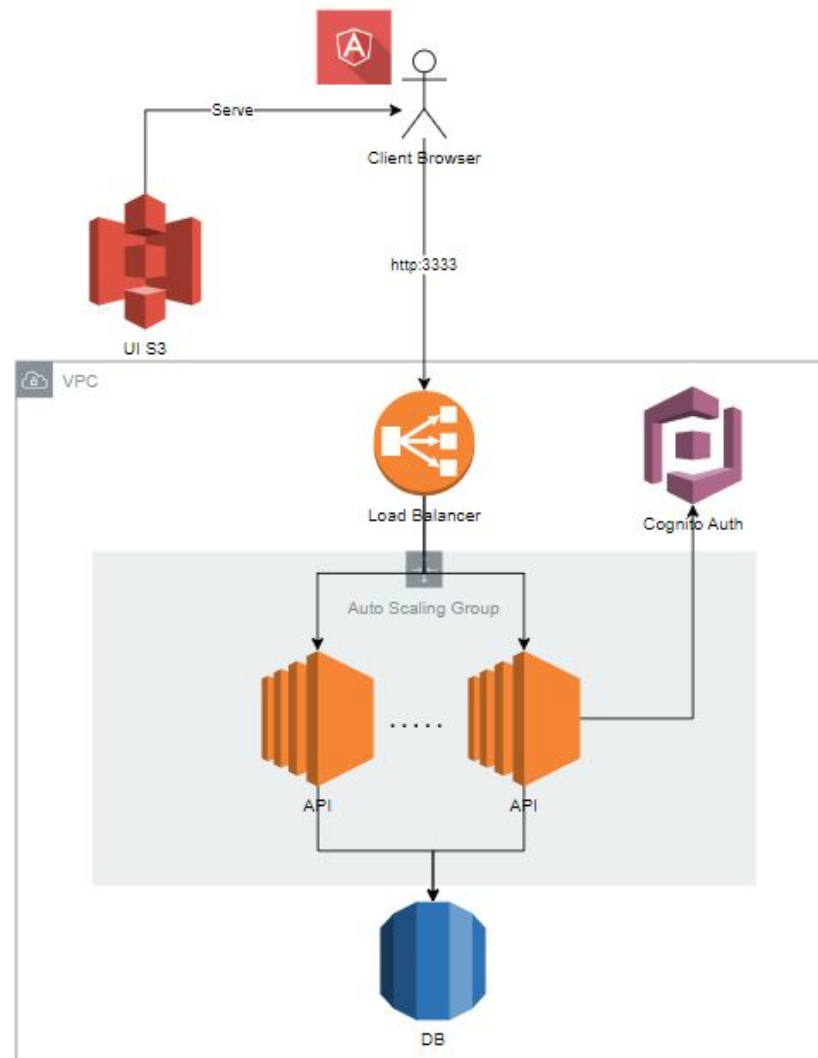 A
Serve
Client Browser
http:3333
UI S3
VPC
Load Balancer
Cognito Auth
Auto Scaling Group
.....
API
API
DB